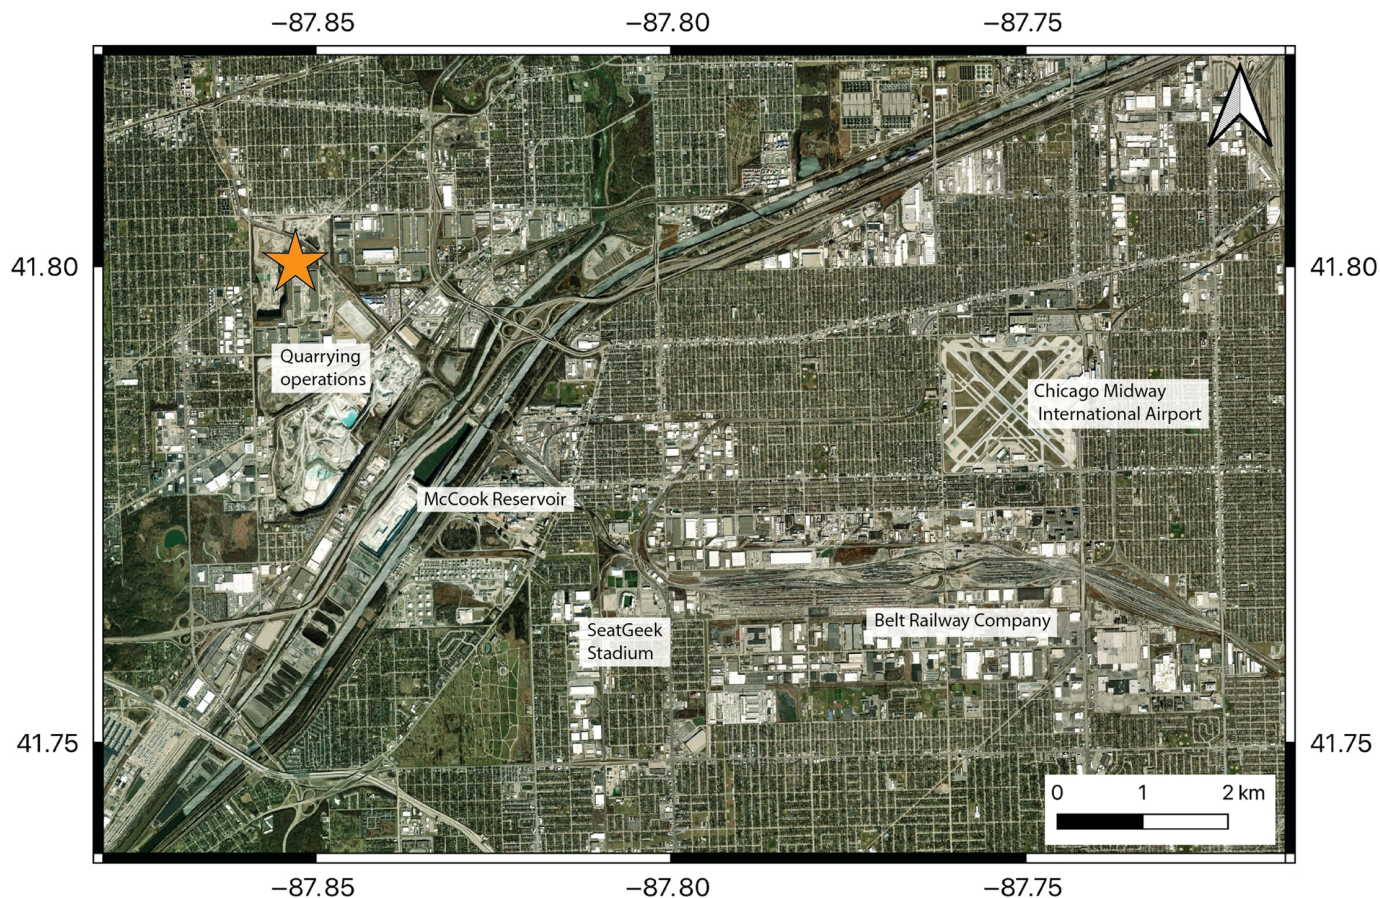 −87.85 −87.80 −87.75
41.80 41.80
Quarrying
operations
Chicago Midway
International Airport
McCook Reservoir
SeatGeek
Stadium
Belt Railway Company
41.75 41.75
0 1 2 km
−87.85 −87.80 −87.75